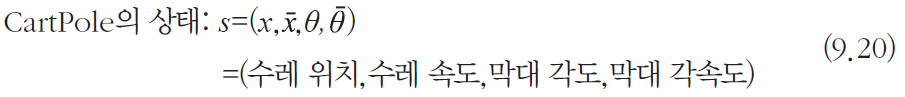 CartPole의 상태: s=(x,x̄,θ,θ̄)
=(수레 위치,수레 속도,막대 각도,막대 각속도)
(9.20)